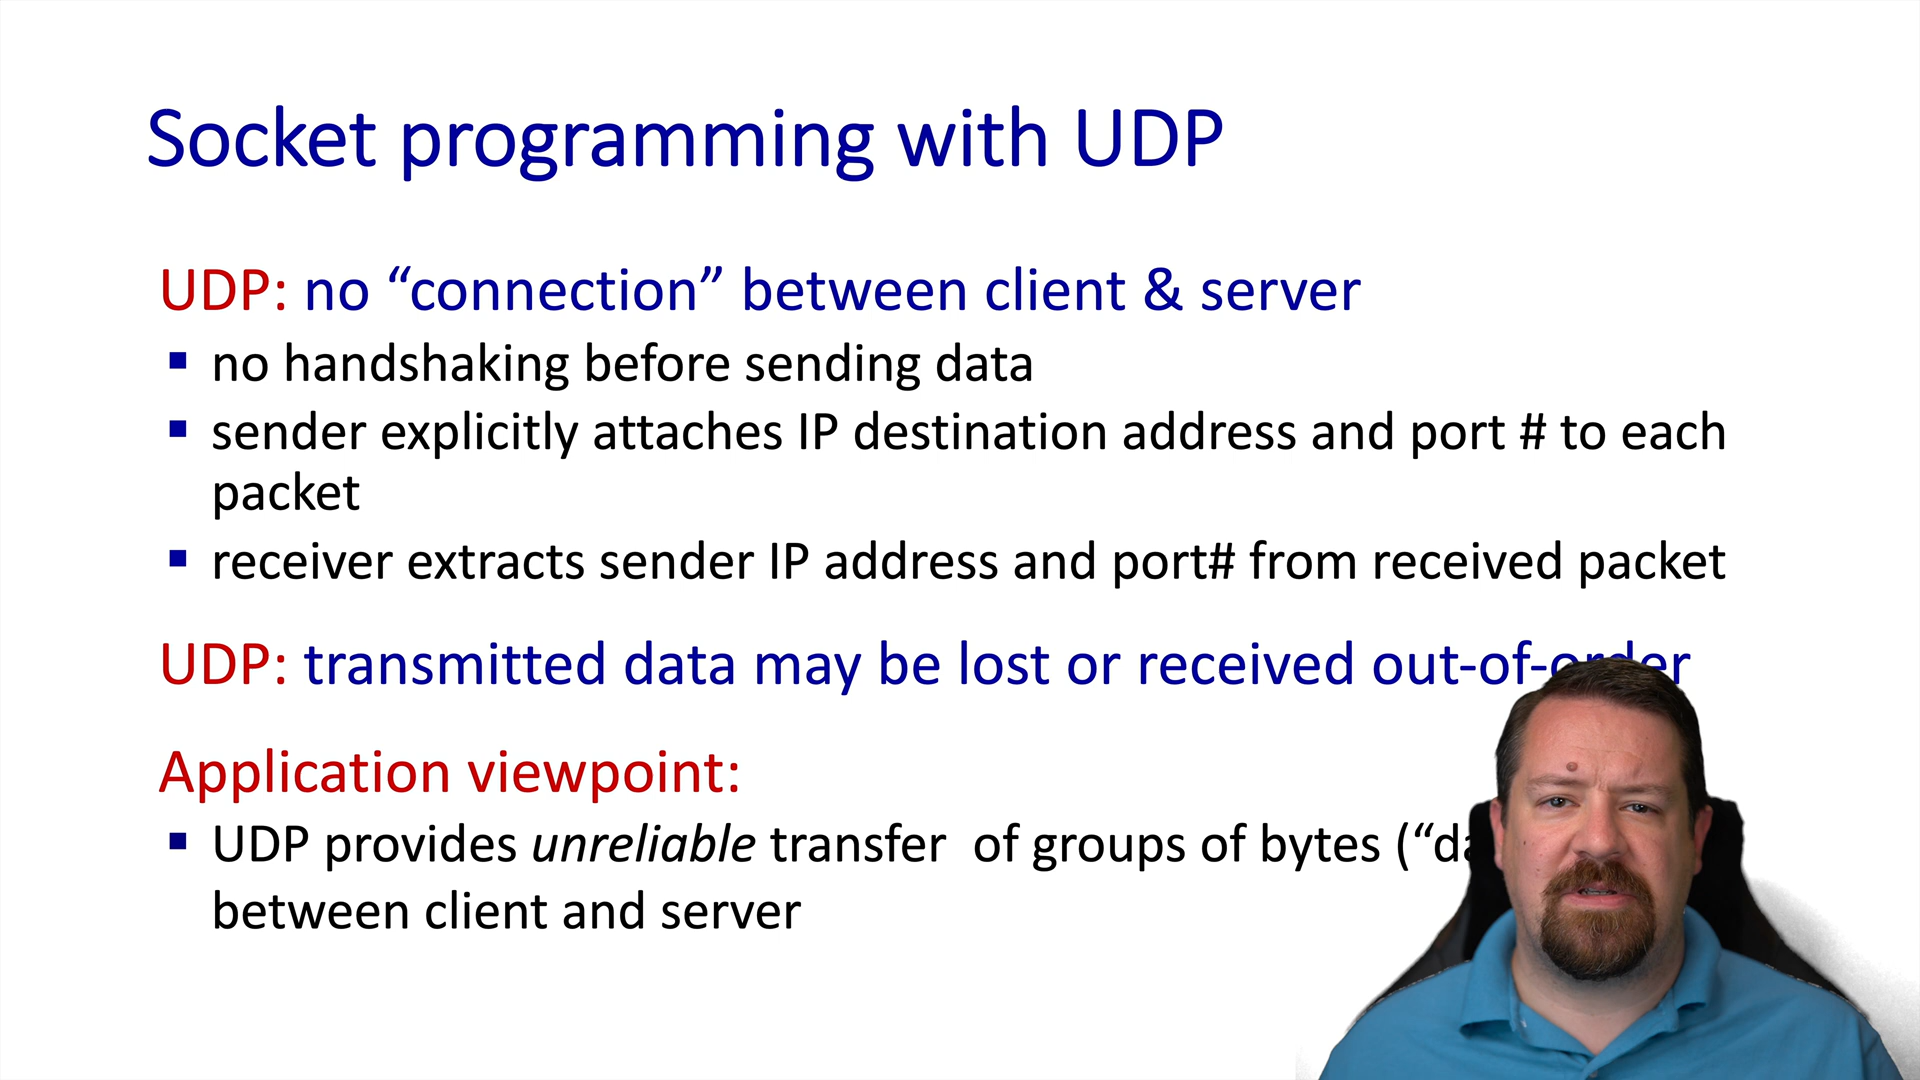 Socket programming with UDP
UDP: no “connection” between client & server
▪ no handshaking before sending data
▪ sender explicitly attaches IP destination address and port # to each
packet
▪ receiver extracts sender IP address and port# from received packet
UDP: transmitted data may be lost or received out-of-order
Application viewpoint:
▪ UDP provides unreliable transfer of groups of bytes (“
between client and server